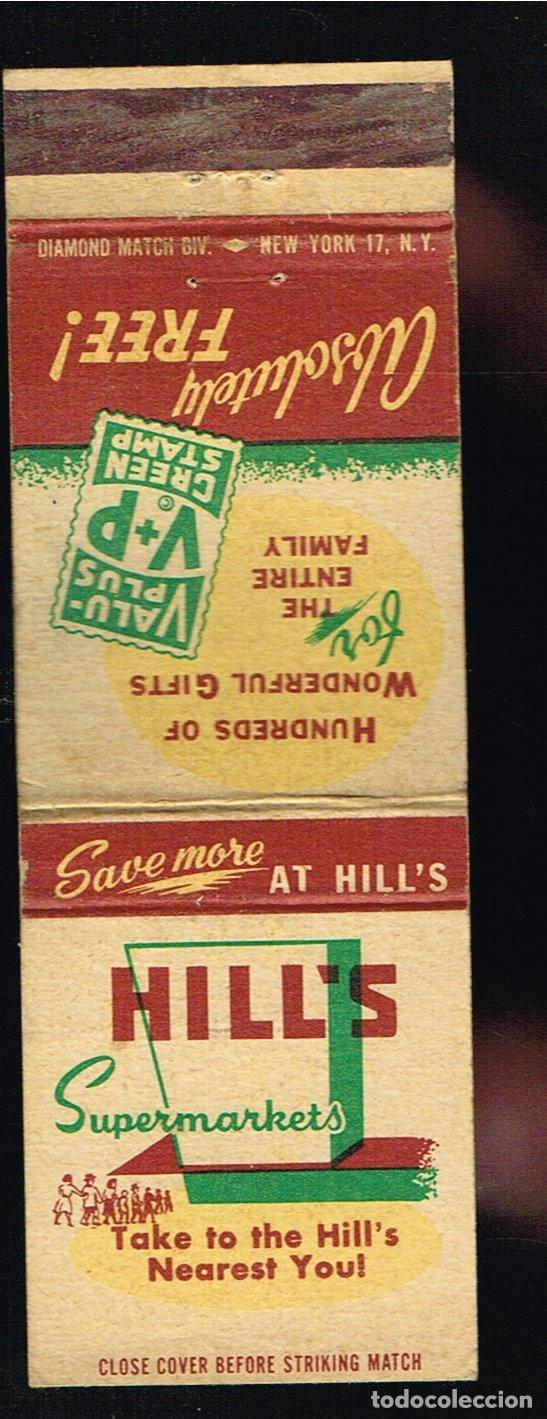 DIAMOND MATCH DIV. NEW YORK 17, N.Y.
HUNDREDS OF
WONDERFUL GIFTS
for THE
ENTIRE
FAMILY
VALU-
PLUS
V+P
©
GREEN
STAMP
Absolutely
FREE!
Save more AT HILL'S
HILL'S
Supermarkets
Take to the Hill's
Nearest You!
CLOSE COVER BEFORE STRIKING MATCH
todocoleccion